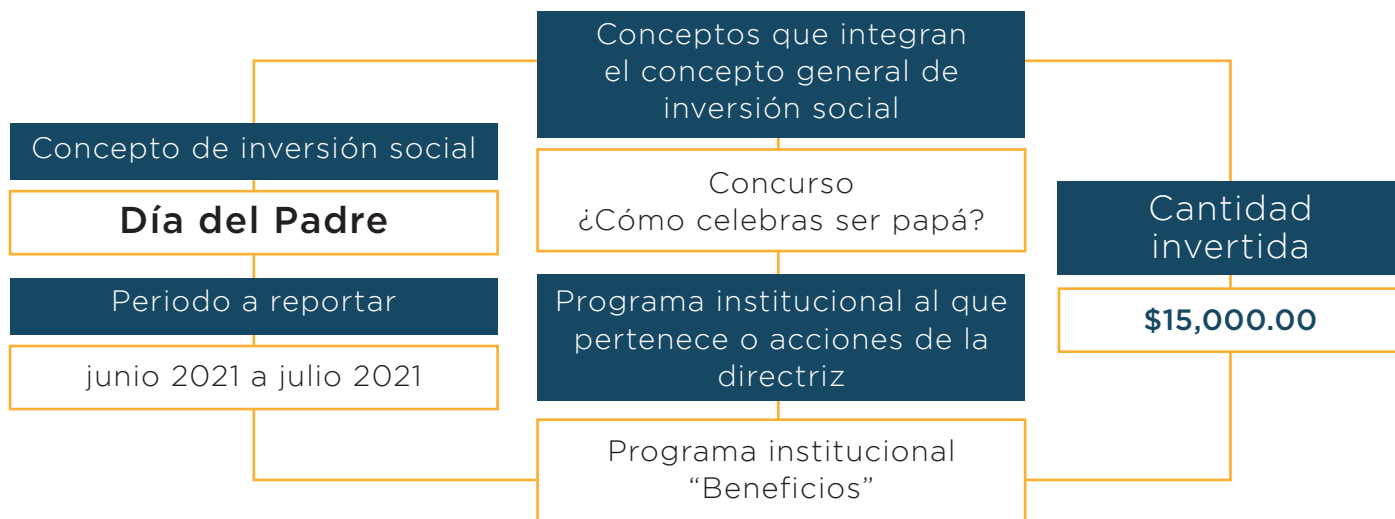 Concepto de inversión social
Día del Padre
Periodo a reportar
junio 2021 a julio 2021
Conceptos que integran
el concepto general de
inversión social
Concurso
¿Cómo celebras ser papá?
Programa institucional al que
pertenece o acciones de la
directriz
Programa institucional
“Beneficios”
Cantidad
invertida
$15,000.00